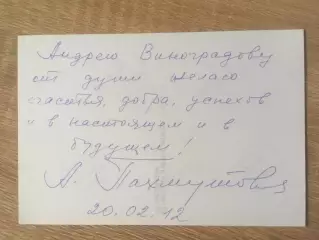 Андрею Виноградову
от души желаю
счастья, добра, успехов
и в настоящем и в
будущем!
А. Пахмутова
20.02.12